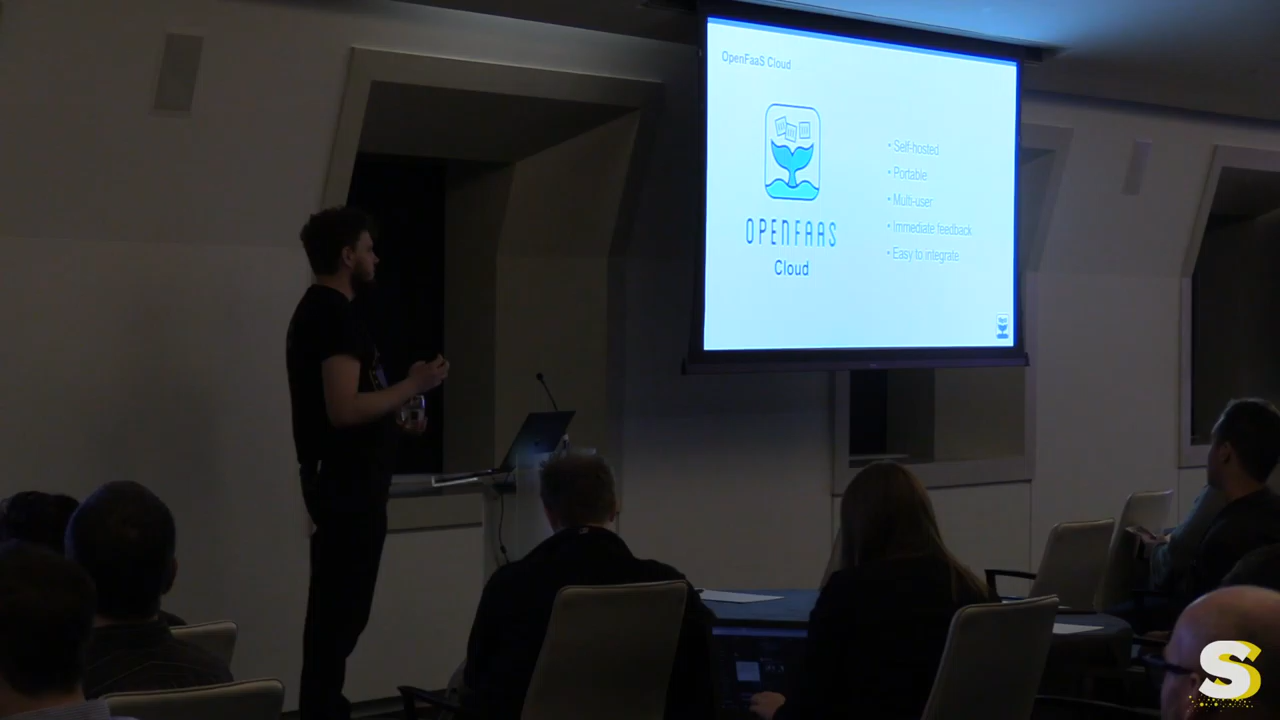 OpenFaaS Cloud
OPENFAAS
Cloud
• Self-hosted
• Portable
• Multi-user
• Immediate feedback
• Easy to integrate
S